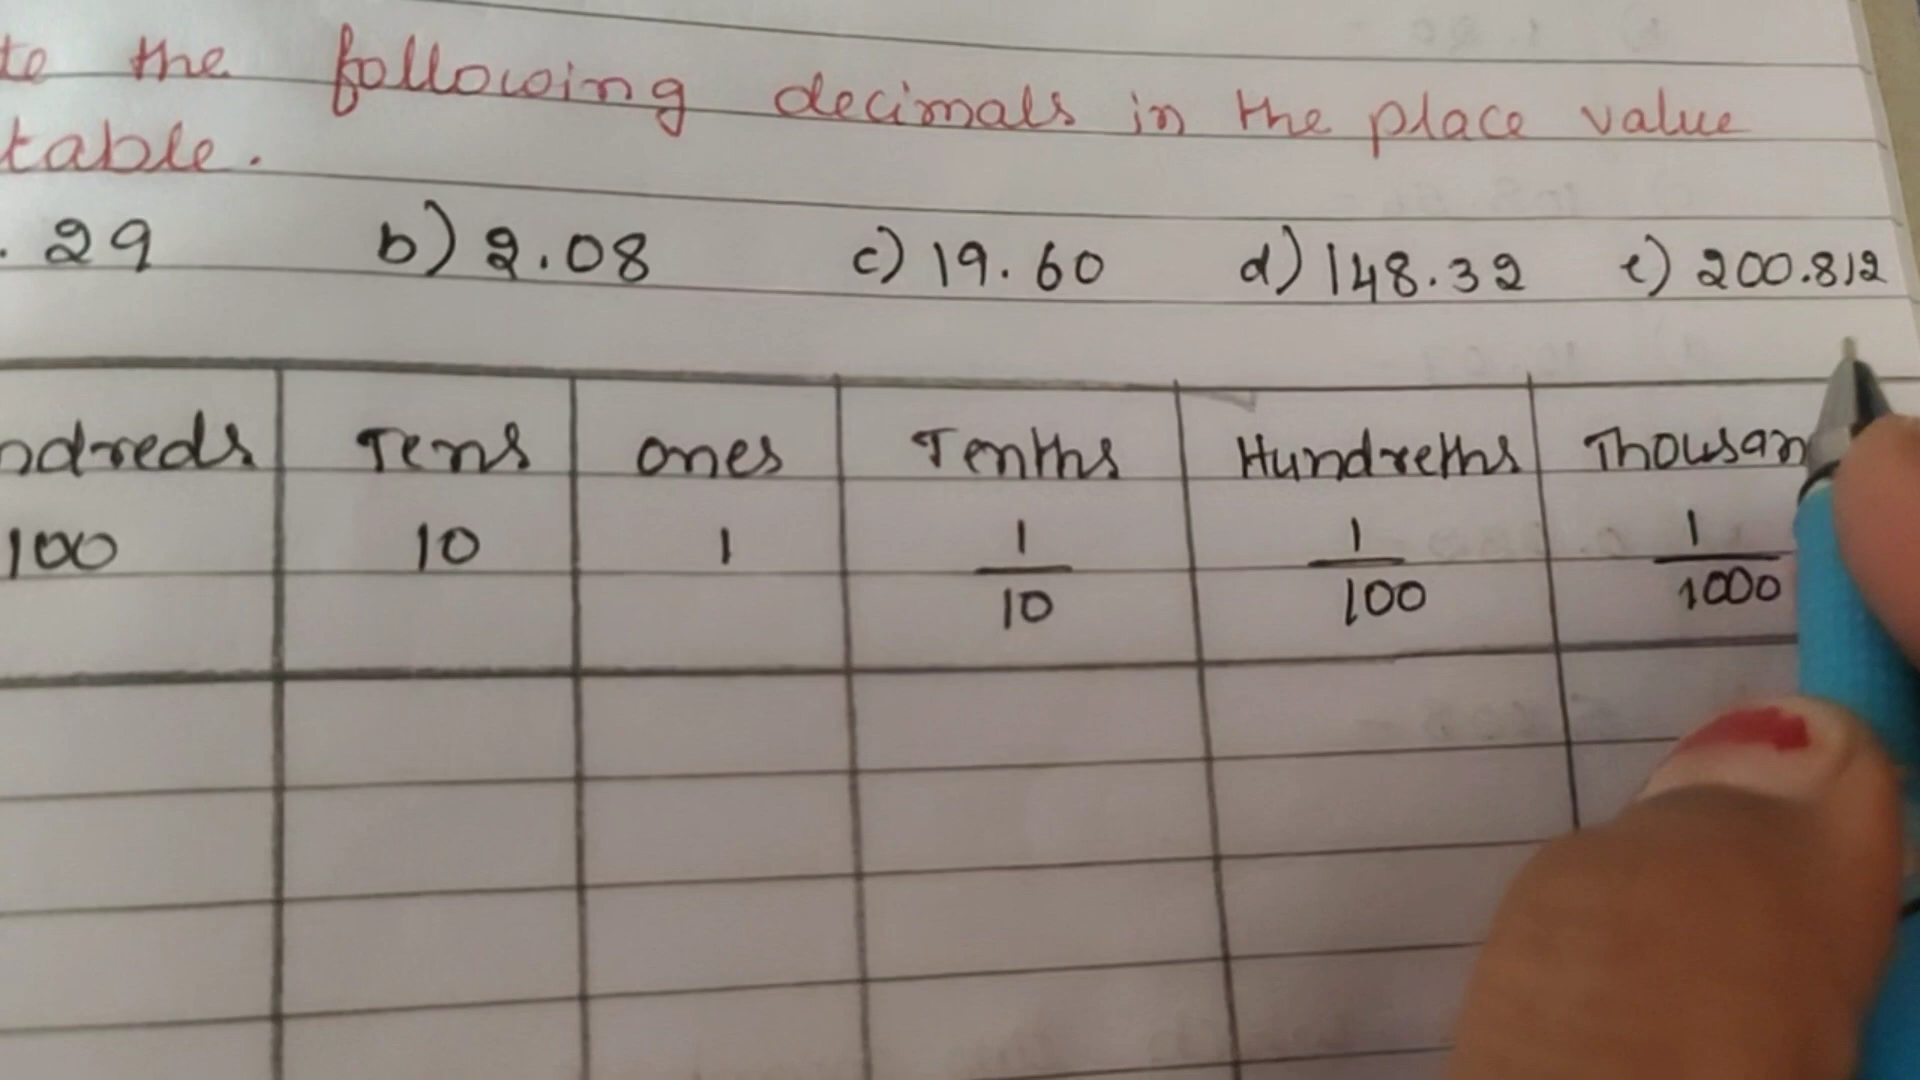 te the following decimals in the place value
table.
. 29 b) 2.08 c) 19.60 d) 148.32 e) 200.812
ndreds Tens ones Tenths Hundreths Thousan
100 10 1 1/10 1/100 1/1000